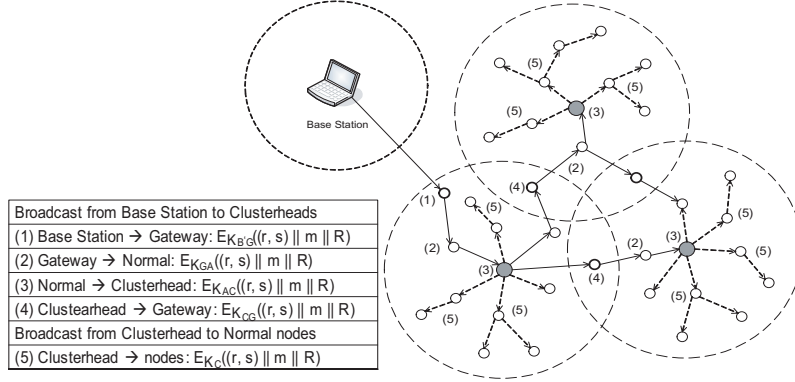 Base Station
(5)
(5)
(5)
(3)
(2)
(4)
(1)
(5)
(2)
(3)
(4)
(5)
(5)
(3)
(2)
(5)
(5)
(5)
Broadcast from Base Station to Clusterheads
(1) Base Station → Gateway: E_{K_{B'G}}((r, s) || m || R)
(2) Gateway → Normal: E_{K_{GA}}((r, s) || m || R)
(3) Normal → Clusterhead: E_{K_{AC}}((r, s) || m || R)
(4) Clustearhead → Gateway: E_{K_{CG}}((r, s) || m || R)
Broadcast from Clusterhead to Normal nodes
(5) Clusterhead → nodes: E_{K_C}((r, s) || m || R)